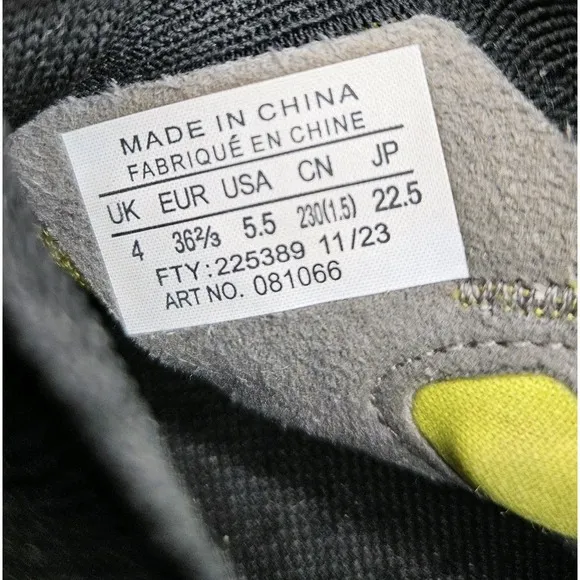 MADE IN CHINA
FABRIQUÉ EN CHINE
UK EUR USA CN JP
4 36⅔ 5.5 230(1.5) 22.5
FTY: 225389 11/23
ART NO. 081066